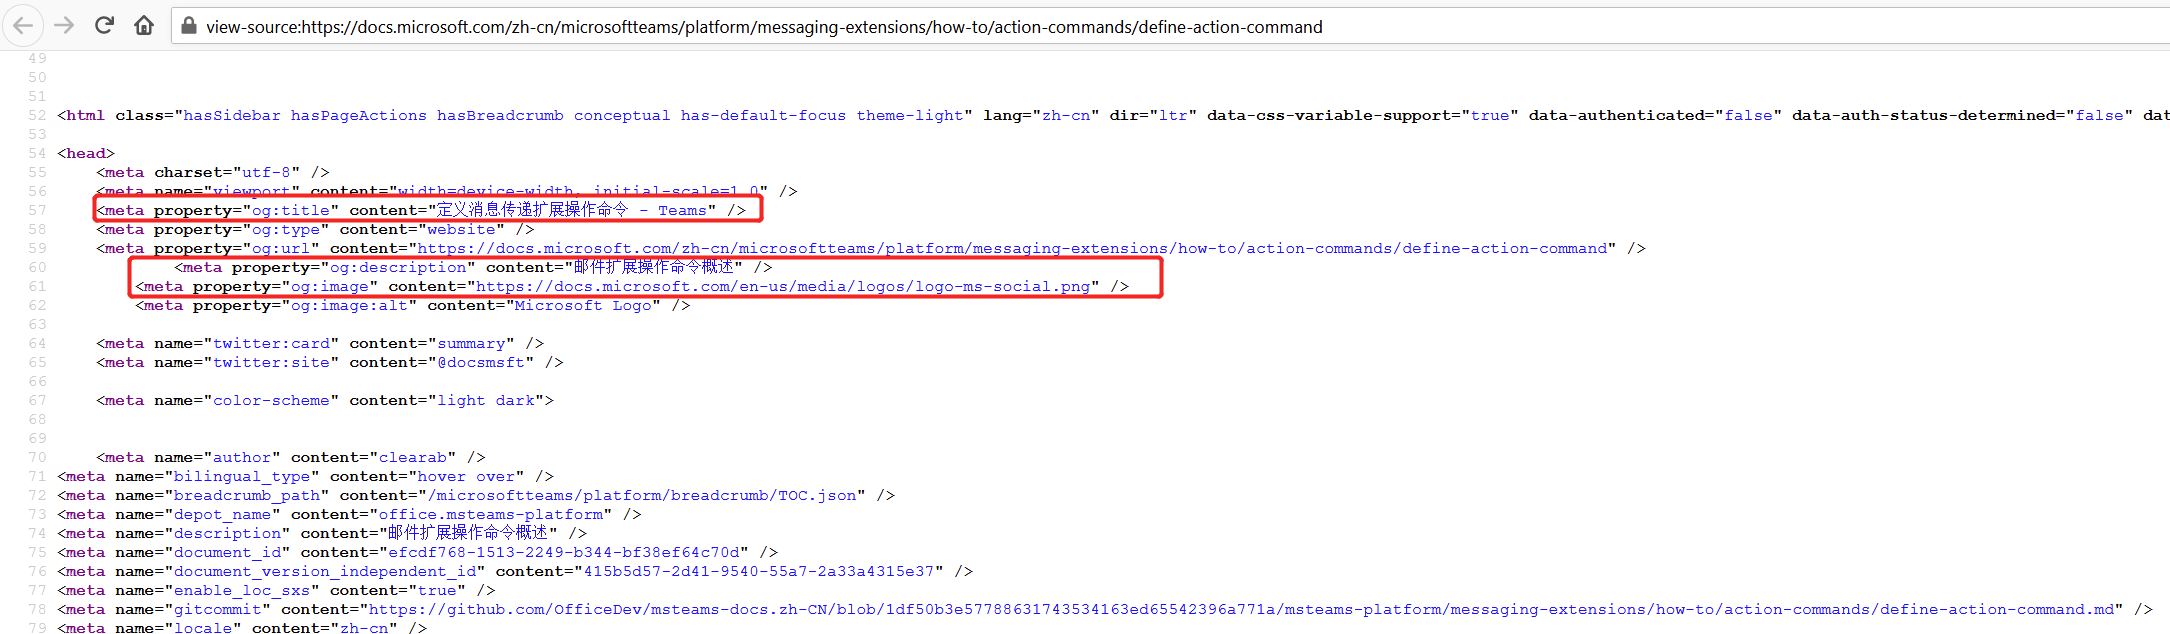 view-source:https://docs.microsoft.com/zh-cn/microsoftteams/platform/messaging-extensions/how-to/action-commands/define-action-command
49
50
51
52 <html class="hasSidebar hasPageActions hasBreadcrumb conceptual has-default-focus theme-light" lang="zh-cn" dir="ltr" data-css-variable-support="true" data-authenticated="false" data-auth-status-determined="false" dat
53
54 <head>
55 <meta charset="utf-8" />
56 <meta name="viewport" content="width=device-width, initial-scale=1.0" />
57 <meta property="og:title" content="定义消息传递扩展操作命令 - Teams" />
58 <meta property="og:type" content="website" />
59 <meta property="og:url" content="https://docs.microsoft.com/zh-cn/microsoftteams/platform/messaging-extensions/how-to/action-commands/define-action-command" />
60 <meta property="og:description" content="邮件扩展操作命令概述" />
61 <meta property="og:image" content="https://docs.microsoft.com/en-us/media/logos/logo-ms-social.png" />
62 <meta property="og:image:alt" content="Microsoft Logo" />
63
64 <meta name="twitter:card" content="summary" />
65 <meta name="twitter:site" content="@docsmsft" />
66
67 <meta name="color-scheme" content="light dark">
68
69
70 <meta name="author" content="clearab" />
71 <meta name="bilingual_type" content="hover over" />
72 <meta name="breadcrumb_path" content="/microsoftteams/platform/breadcrumb/TOC.json" />
73 <meta name="depot_name" content="office.msteams-platform" />
74 <meta name="description" content="邮件扩展操作命令概述" />
75 <meta name="document_id" content="efcdf768-1513-2249-b344-bf38ef64c70d" />
76 <meta name="document_version_independent_id" content="415b5d57-2d41-9540-55a7-2a33a4315e37" />
77 <meta name="enable_loc_sxs" content="true" />
78 <meta name="gitcommit" content="https://github.com/OfficeDev/msteams-docs.zh-CN/blob/1df50b3e57788631743534163ed65542396a771a/msteams-platform/messaging-extensions/how-to/action-commands/define-action-command.md" />
79 <meta name="locale" content="zh-cn" />